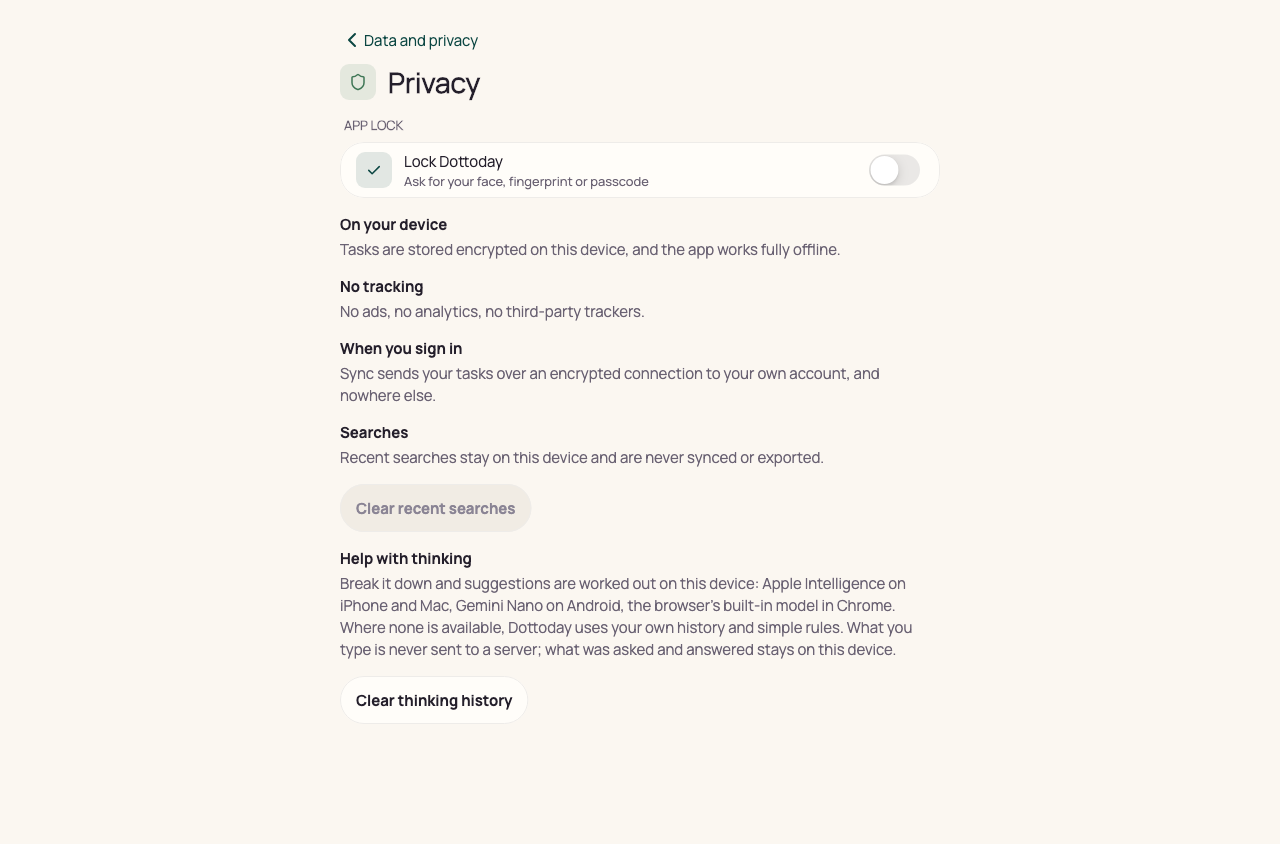 Data and privacy
Privacy
APP LOCK
Lock Dottoday
Ask for your face, fingerprint or passcode
On your device
Tasks are stored encrypted on this device, and the app works fully offline.
No tracking
No ads, no analytics, no third-party trackers.
When you sign in
Sync sends your tasks over an encrypted connection to your own account, and
nowhere else.
Searches
Recent searches stay on this device and are never synced or exported.
Clear recent searches
Help with thinking
Break it down and suggestions are worked out on this device: Apple Intelligence on
iPhone and Mac, Gemini Nano on Android, the browser's built-in model in Chrome.
Where none is available, Dottoday uses your own history and simple rules. What you
type is never sent to a server; what was asked and answered stays on this device.
Clear thinking history